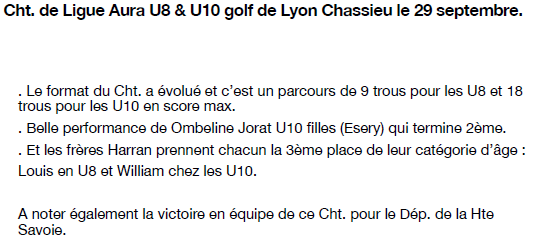 Cht. de Ligue Aura U8 & U10 golf de Lyon Chassieu le 29 septembre.
. Le format du Cht. a évolué et c'est un parcours de 9 trous pour les U8 et 18
trous pour les U10 en score max.
. Belle performance de Ombeline Jorat U10 filles (Esery) qui termine 2ème.
. Et les frères Harran prennent chacun la 3ème place de leur catégorie d'âge :
Louis en U8 et William chez les U10.
A noter également la victoire en équipe de ce Cht. pour le Dép. de la Hte
Savoie.